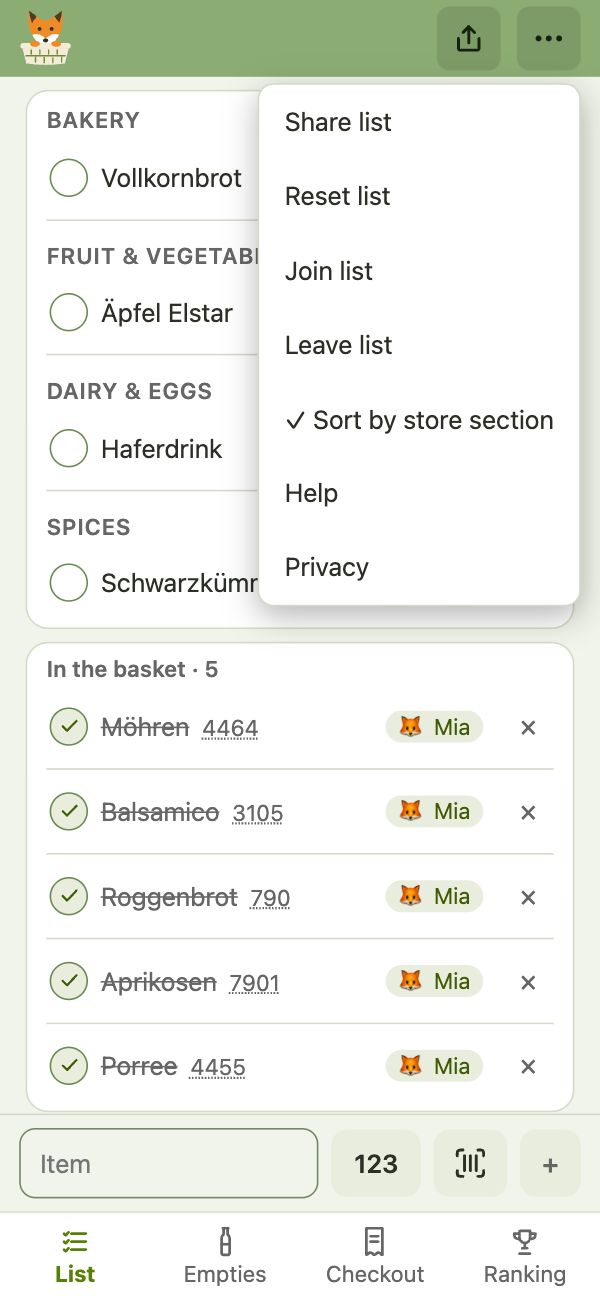 BAKERY
Vollkornbrot
FRUIT & VEGETAB
Äpfel Elstar
DAIRY & EGGS
Haferdrink
SPICES
Schwarzkümm
Share list
Reset list
Join list
Leave list
✓ Sort by store section
Help
Privacy
In the basket · 5
Möhren 4464 Mia ×
Balsamico 3105 Mia ×
Roggenbrot 790 Mia ×
Aprikosen 7901 Mia ×
Porree 4455 Mia ×
Item 123 +
List Empties Checkout Ranking